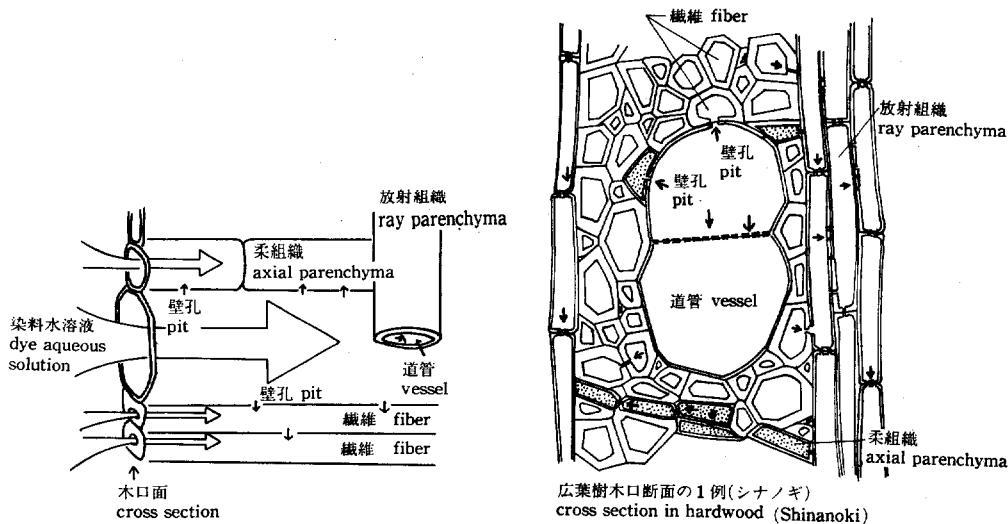 放射組織
ray parenchyma
柔組織
axial parenchyma
壁孔
pit
染料水溶液
dye aqueous
solution
道管
vessel
壁孔 pit
繊維 fiber
繊維 fiber
木口面
cross section
繊維 fiber
放射組織
ray parenchyma
壁孔
pit
壁孔
pit
道管 vessel
柔組織
axial parenchyma
広葉樹木口断面の1例(シナノキ)
cross section in hardwood (Shinanoki)